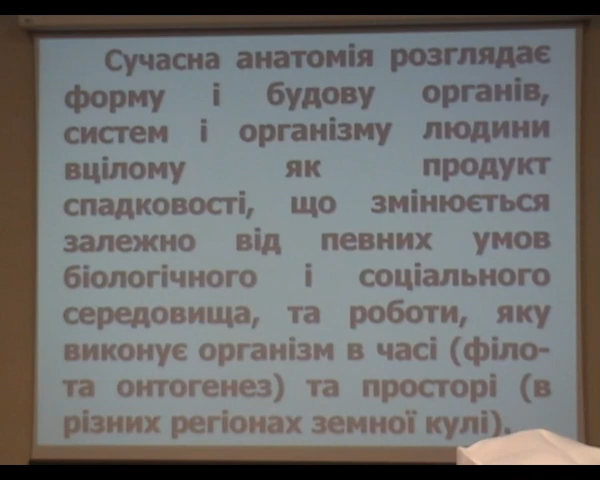 Сучасна анатомія розглядає
форму і будову органів,
систем і організму людини
вцілому як продукт
спадковості, що змінюється
залежно від певних умов
біологічного і соціального
середовища, та роботи, яку
виконує організм в часі (філо-
та онтогенез) та просторі (в
різних регіонах земної кулі).